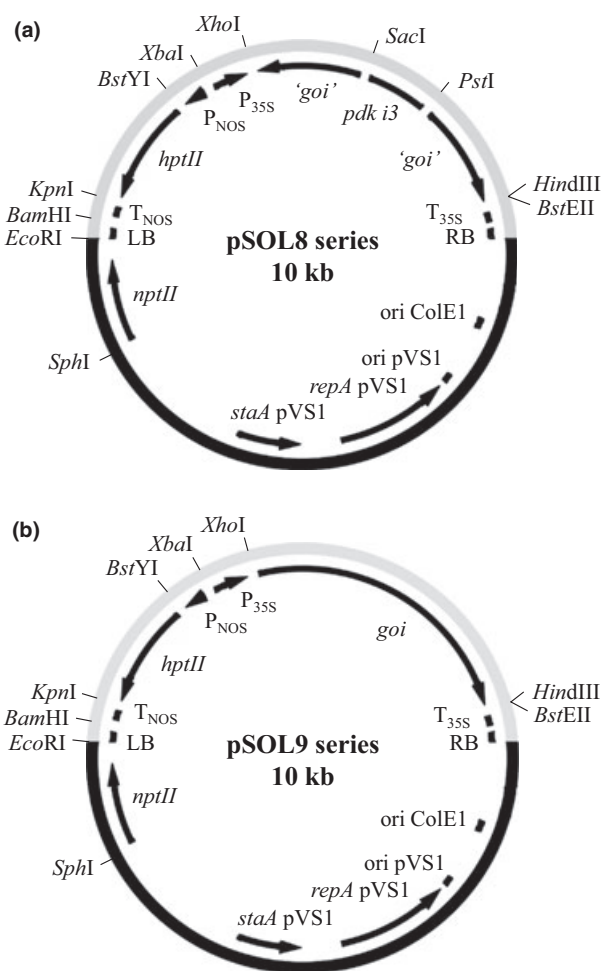 (a)
XhoI
XbaI
BstYI
SacI
PstI
P35S
PNOS
'goi'
pdk i3
'goi'
hptII
KpnI
BamHI
EcoRI
TNOS
LB
HindIII
BstEII
T35S
RB
pSOL8 series
10 kb
nptII
SphI
ori ColE1
ori pVS1
repA pVS1
staA pVS1
(b)
XhoI
XbaI
BstYI
P35S
PNOS
goi
hptII
KpnI
BamHI
EcoRI
TNOS
LB
HindIII
BstEII
T35S
RB
pSOL9 series
10 kb
nptII
SphI
ori ColE1
ori pVS1
repA pVS1
staA pVS1